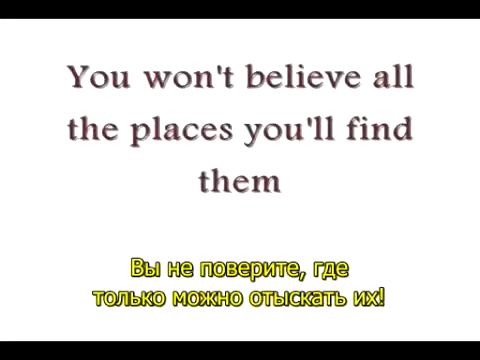 You won't believe all
the places you'll find
them
Вы не поверите, где
только можно отыскать их!